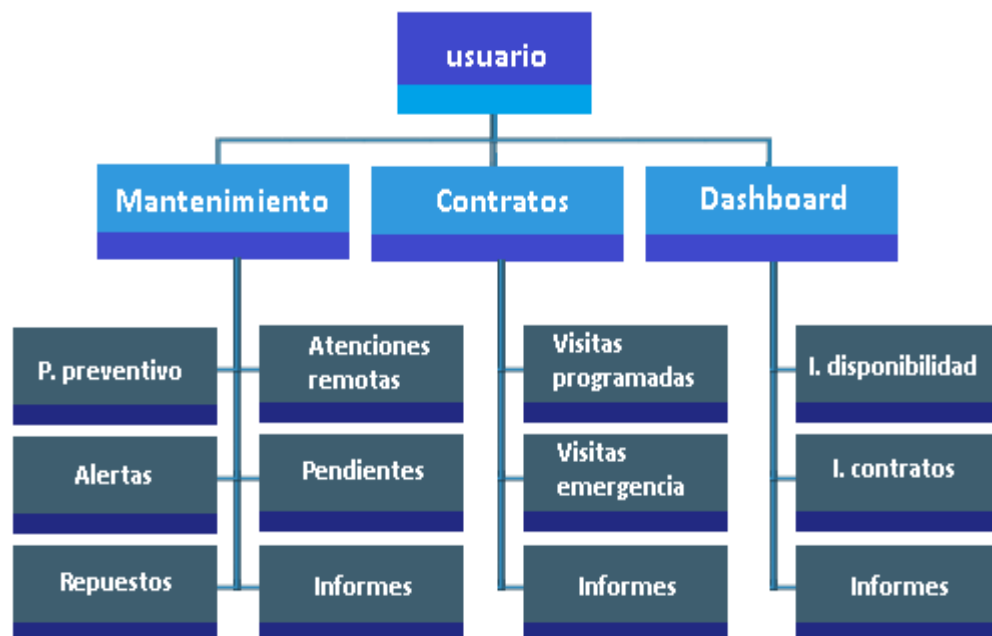 usuario
Mantenimiento
Contratos
Dashboard
P. preventivo
Atenciones
remotas
Visitas
programadas
I. disponibilidad
Alertas
Pendientes
Visitas
emergencia
I. contratos
Repuestos
Informes
Informes
Informes